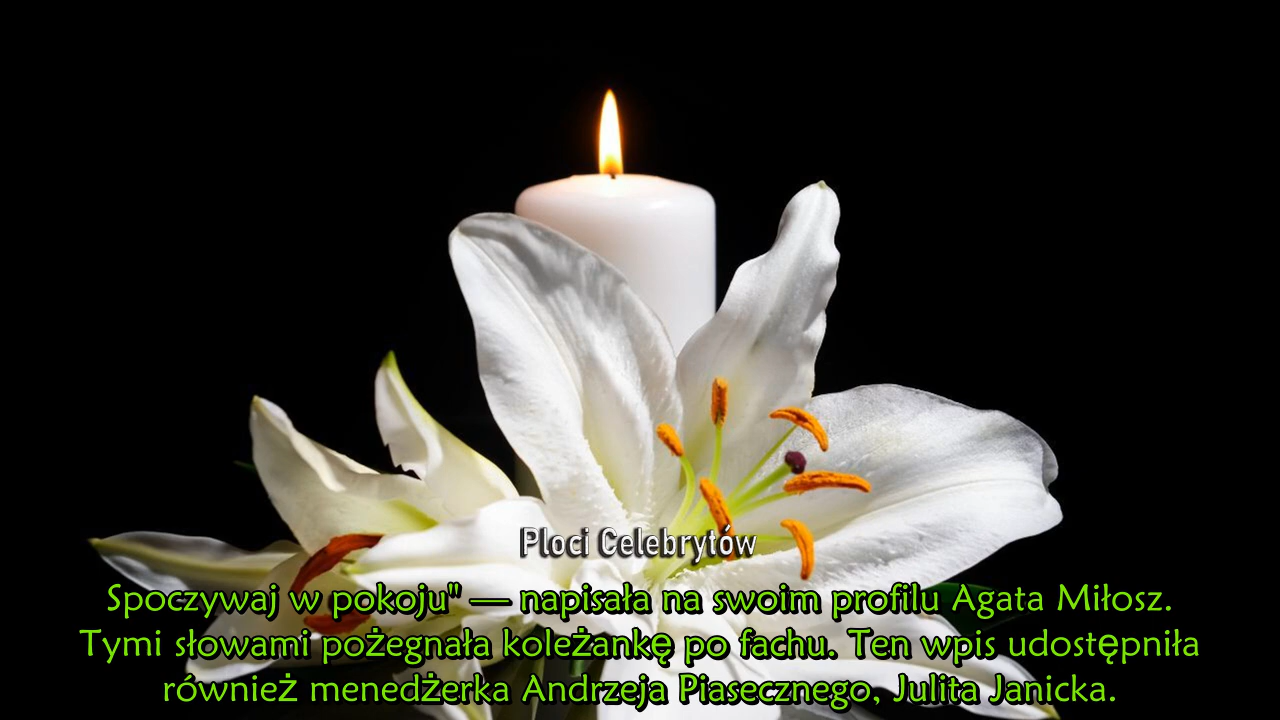 Ploci Celebrytów
Spoczywaj w pokoju" — napisała na swoim profilu Agata Miłosz.
Tymi słowami pożegnała koleżankę po fachu. Ten wpis udostępniła
również menedżerka Andrzeja Piasecznego, Julita Janicka.